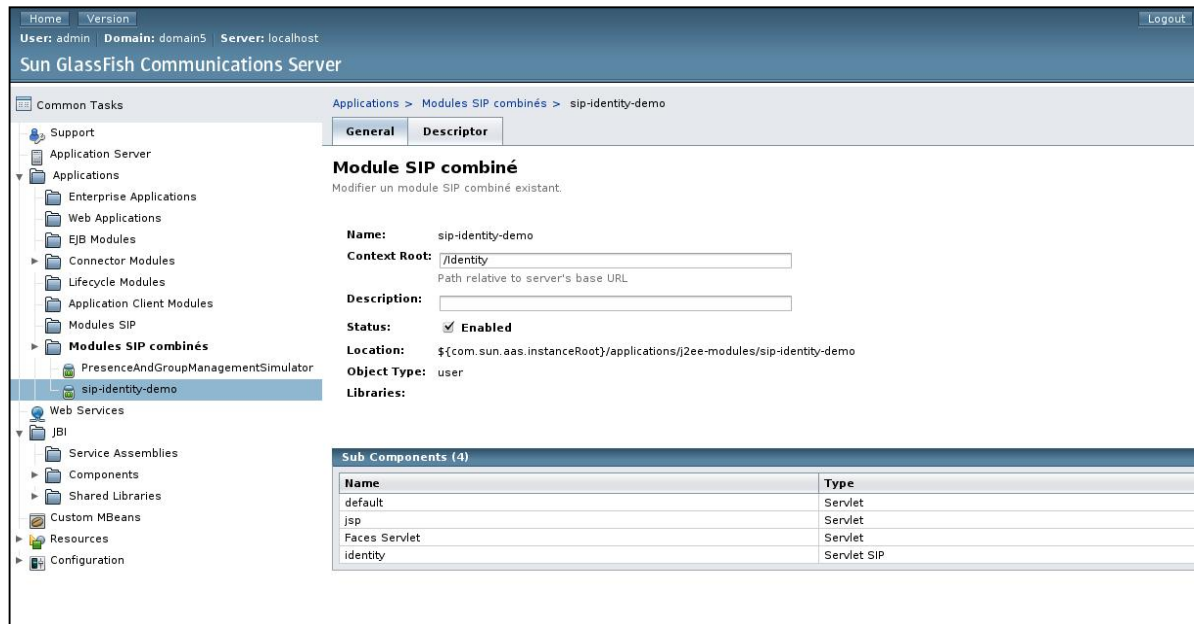 Home Version Logout
User: admin Domain: domain5 Server: localhost
Sun GlassFish Communications Server
Common Tasks
Support
Application Server
Applications
Enterprise Applications
Web Applications
EJB Modules
Connector Modules
Lifecycle Modules
Application Client Modules
Modules SIP
Modules SIP combinés
PresenceAndGroupManagementSimulator
sip-identity-demo
Web Services
JBI
Service Assemblies
Components
Shared Libraries
Custom MBeans
Resources
Configuration
Applications > Modules SIP combinés > sip-identity-demo
General Descriptor
Module SIP combiné
Modifier un module SIP combiné existant.
Name: sip-identity-demo
Context Root: /Identity
Path relative to server's base URL
Description:
Status: Enabled
Location: ${com.sun.aas.instanceRoot}/applications/j2ee-modules/sip-identity-demo
Object Type: user
Libraries:
Sub Components (4)
Name Type
default Servlet
jsp Servlet
Faces Servlet Servlet
identity Servlet SIP